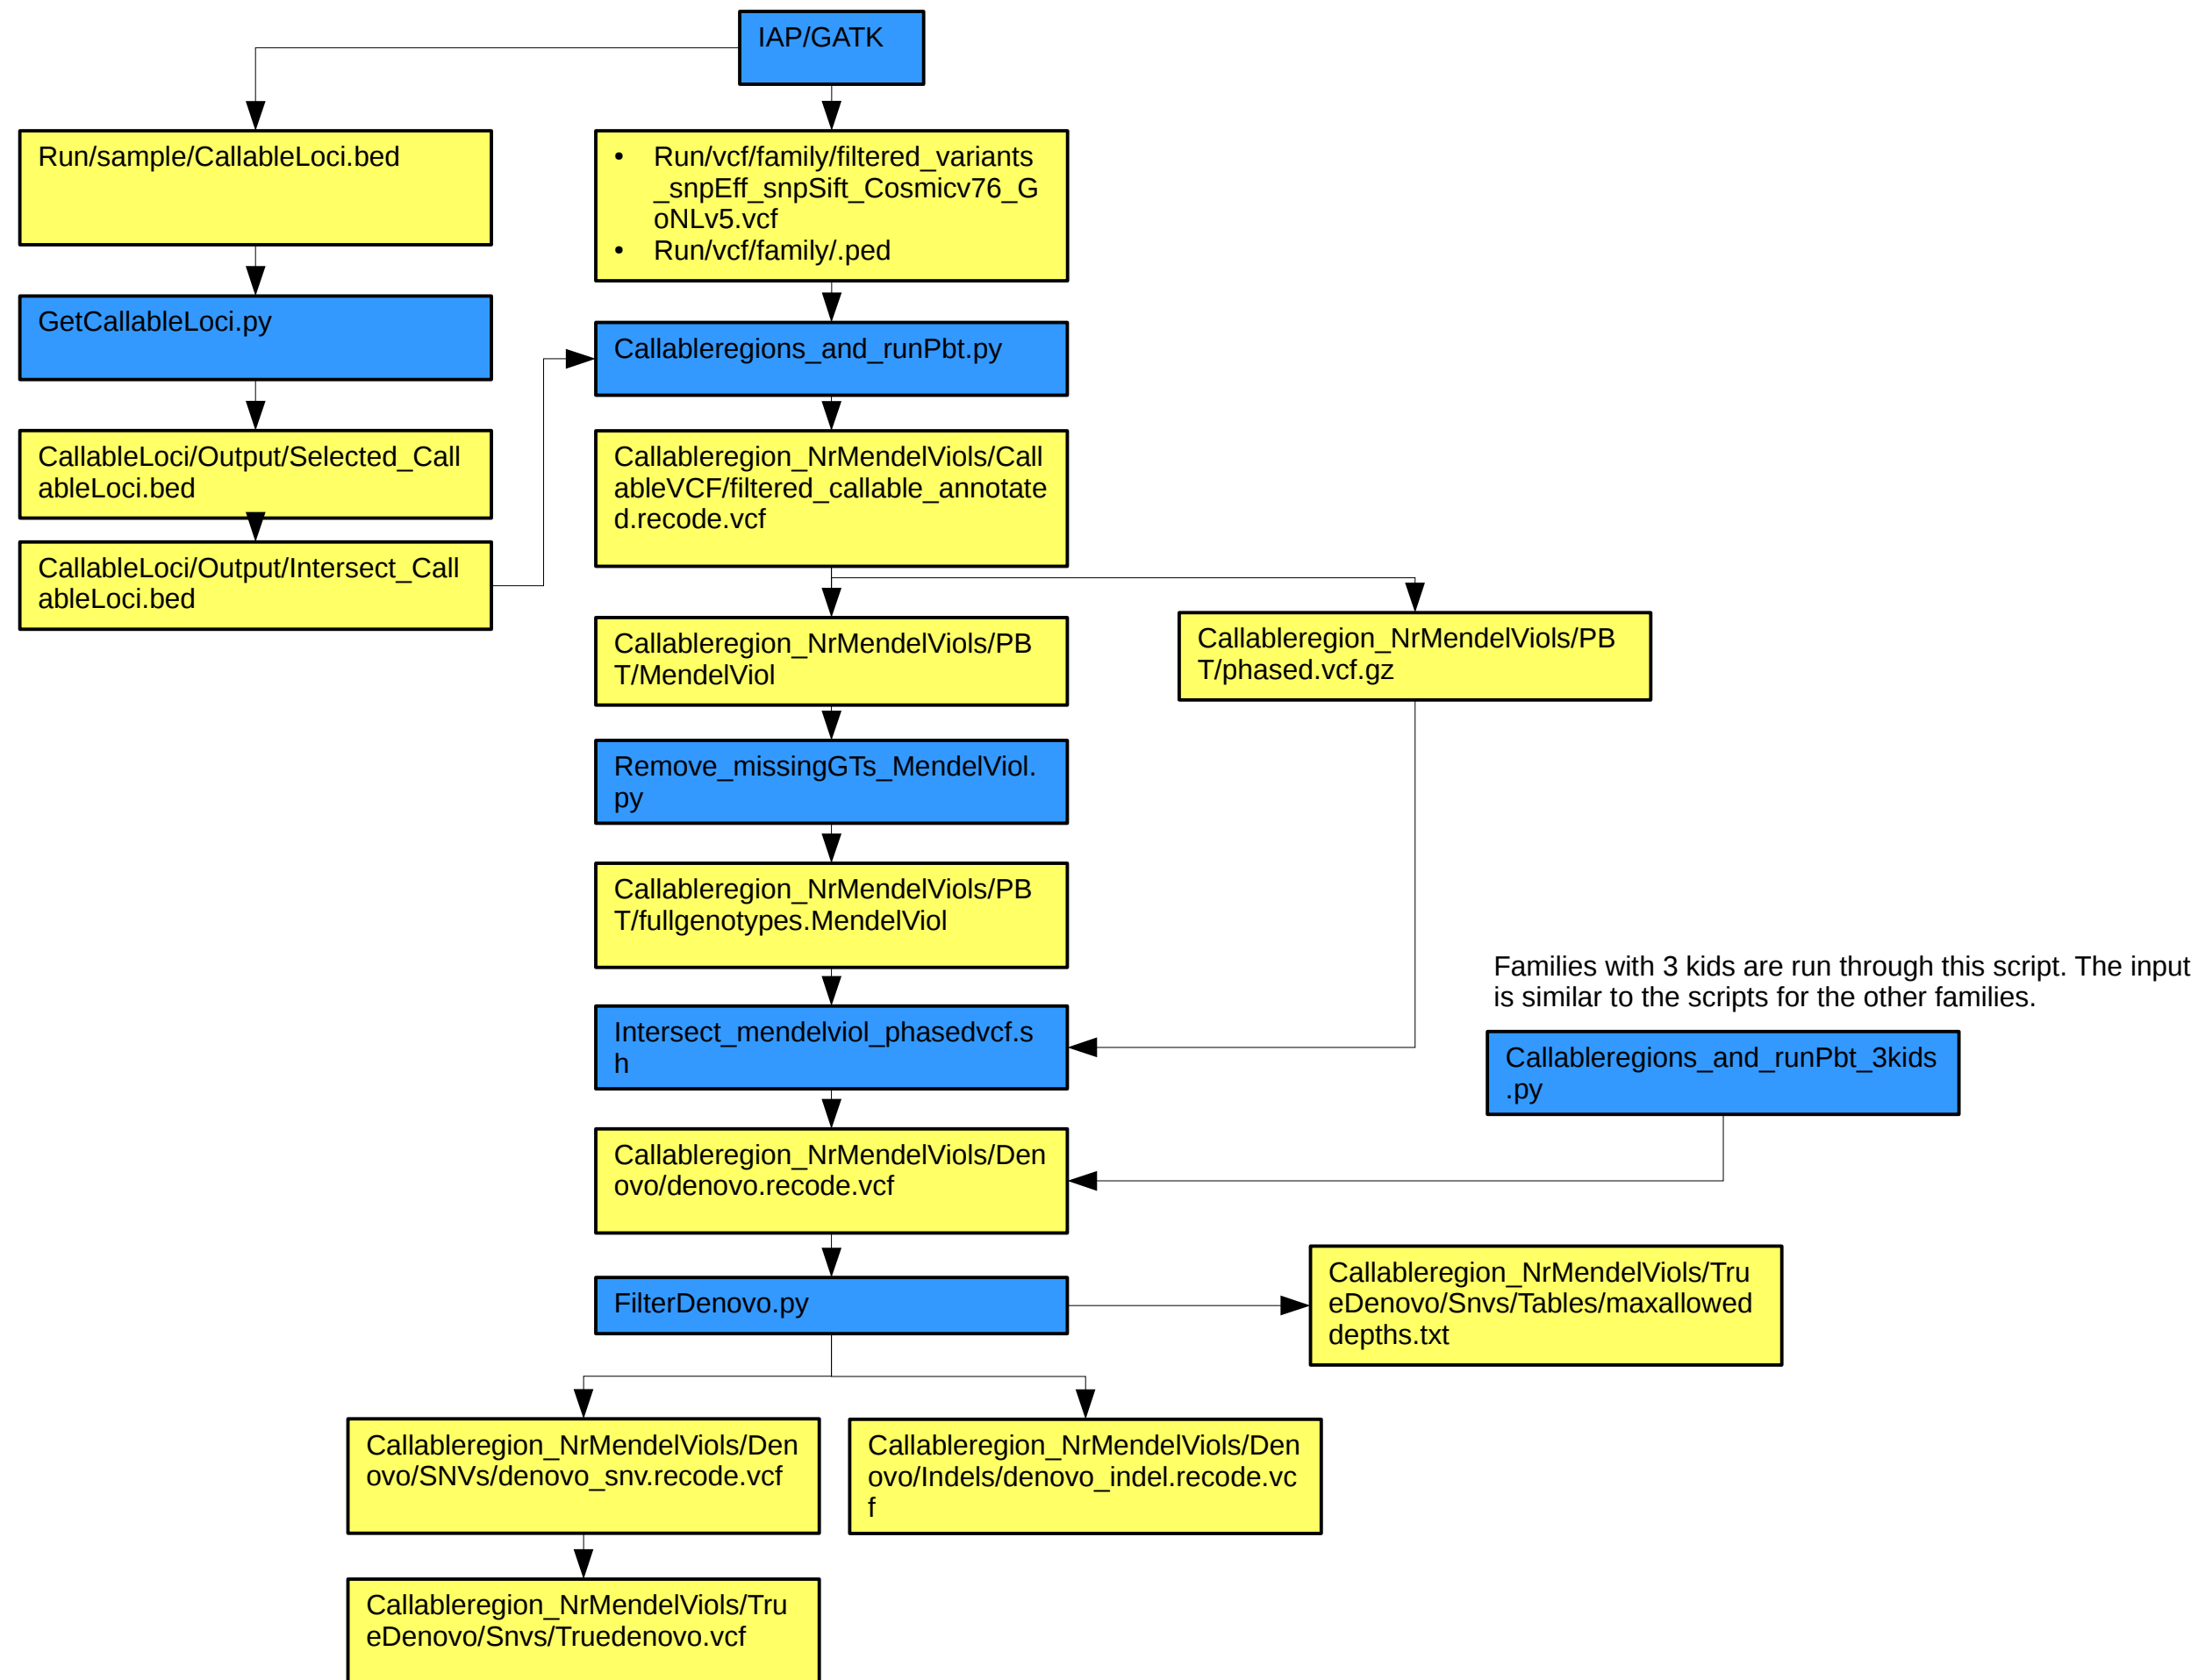 IAP/GATK
Run/sample/CallableLoci.bed
• Run/vcf/family/filtered_variants
_snpEff_snpSift_Cosmicv76_G
oNLv5.vcf
• Run/vcf/family/.ped
GetCallableLoci.py
Callableregions_and_runPbt.py
CallableLoci/Output/Selected_Call
ableLoci.bed
Callableregion_NrMendelViols/Call
ableVCF/filtered_callable_annotate
d.recode.vcf
CallableLoci/Output/Intersect_Call
ableLoci.bed
Callableregion_NrMendelViols/PB
T/MendelViol
Callableregion_NrMendelViols/PB
T/phased.vcf.gz
Remove_missingGTs_MendelViol.
py
Callableregion_NrMendelViols/PB
T/fullgenotypes.MendelViol
Families with 3 kids are run through this script. The input
is similar to the scripts for the other families.
Intersect_mendelviol_phasedvcf.s
h
Callableregions_and_runPbt_3kids
.py
Callableregion_NrMendelViols/Den
ovo/denovo.recode.vcf
FilterDenovo.py
Callableregion_NrMendelViols/Tru
eDenovo/Snvs/Tables/maxallowed
depths.txt
Callableregion_NrMendelViols/Den
ovo/SNVs/denovo_snv.recode.vcf
Callableregion_NrMendelViols/Den
ovo/Indels/denovo_indel.recode.vc
f
Callableregion_NrMendelViols/Tru
eDenovo/Snvs/Truedenovo.vcf